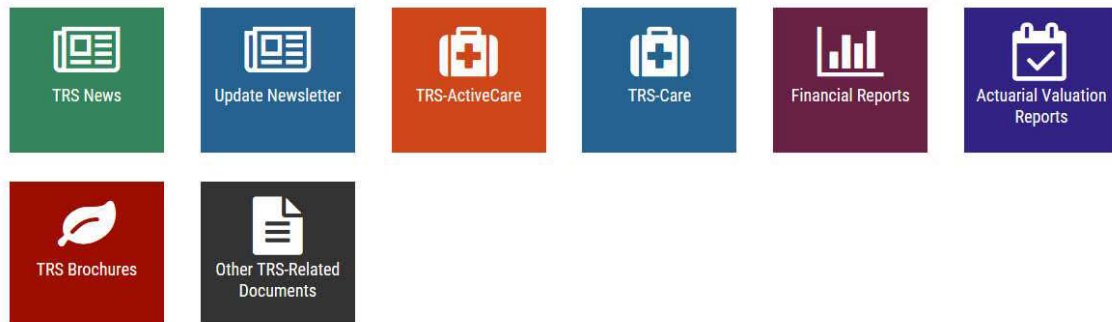 TRS News
Update Newsletter
TRS-ActiveCare
TRS-Care
Financial Reports
Actuarial Valuation
Reports
TRS Brochures
Other TRS-Related
Documents